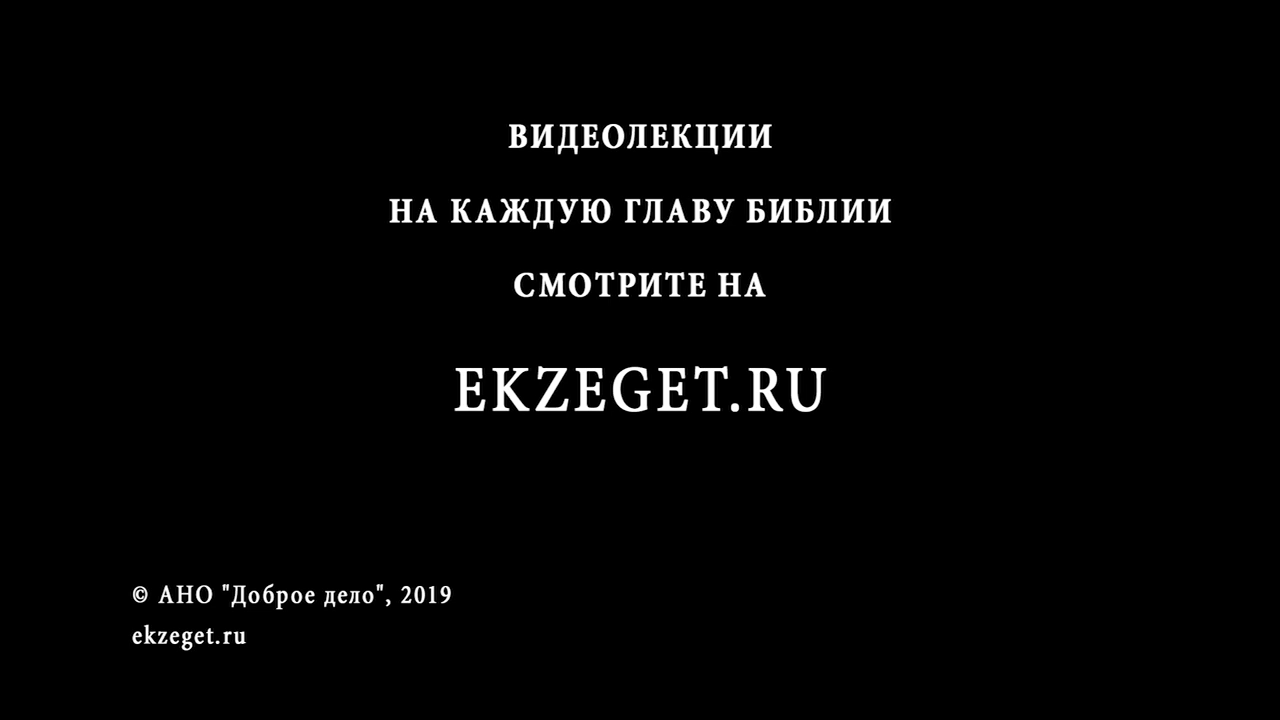 ВИДЕОЛЕКЦИИ
НА КАЖДУЮ ГЛАВУ БИБЛИИ
СМОТРИТЕ НА
EKZEGET.RU
© АНО "Доброе дело", 2019
ekzeget.ru